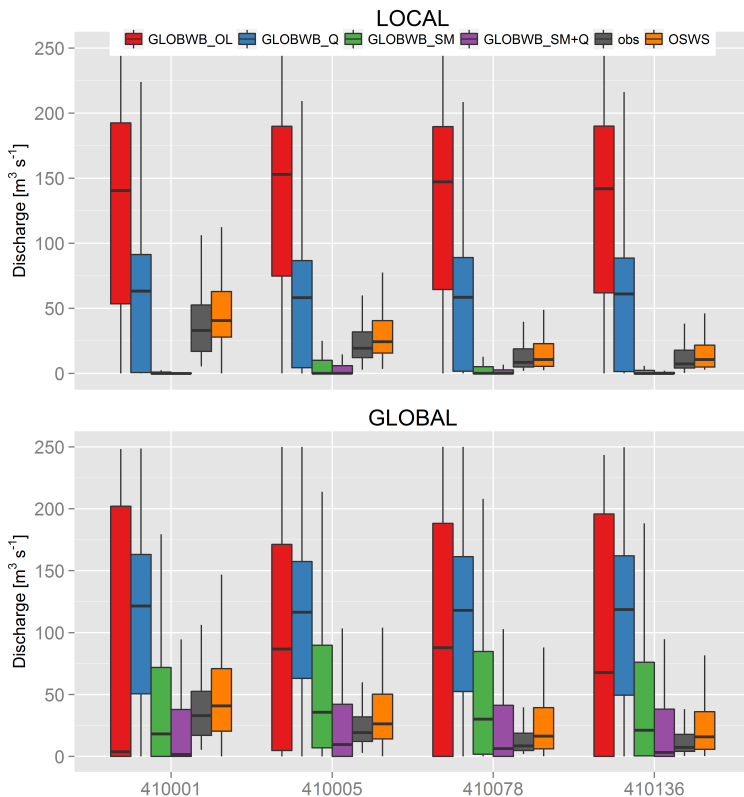 LOCAL
GLOBWB_OL GLOBWB_Q GLOBWB_SM GLOBWB_SM+Q obs OSWS
250
200
150
100
50
0
Discharge [m³ s⁻¹]
GLOBAL
250
200
150
100
50
0
Discharge [m³ s⁻¹]
410001 410005 410078 410136